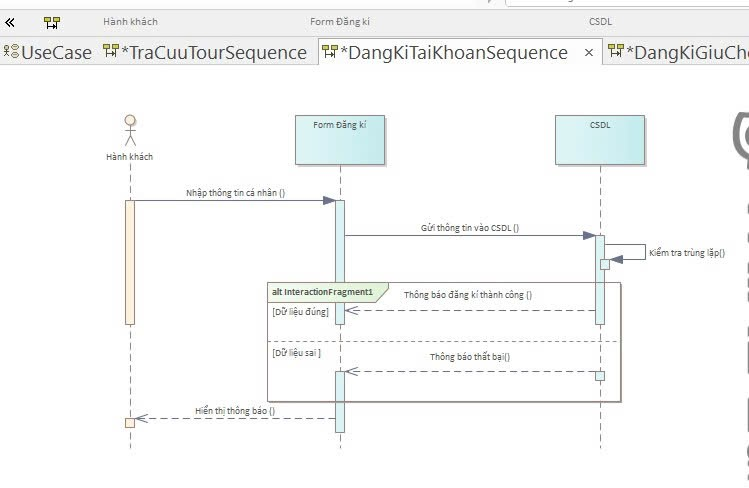 Hành khách Form Đăng kí CSDL
UseCase *TraCuuTourSequence *DangKiTaiKhoanSequence × *DangKiGiuCh
Form Đăng kí CSDL
Hành khách
Nhập thông tin cá nhân ()
Gửi thông tin vào CSDL ()
Kiểm tra trùng lặp()
alt InteractionFragment1
Thông báo đăng kí thành công ()
[Dữ liệu đúng]
[Dữ liệu sai ]
Thông báo thất bại()
Hiển thị thông báo ()